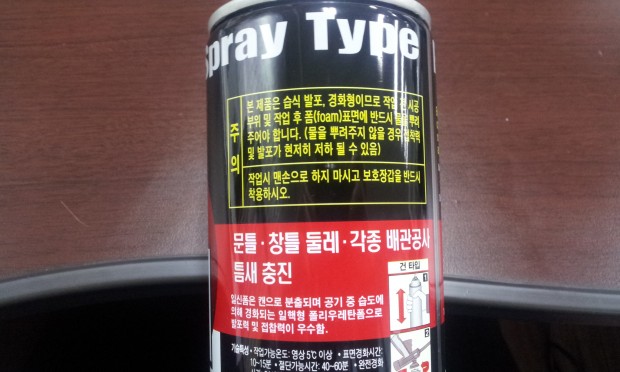 Spray Type
주의
본 제품은 습식 발포, 경화형이므로 작업 전 시공
부위 및 작업 후 폼(foam)표면에 반드시 물을 뿌려
주어야 합니다. (물을 뿌려주지 않을 경우 접착력
및 발포가 현저히 저하 될 수 있음)
작업시 맨손으로 하지 마시고 보호장갑을 반드시
착용하시오.
문틀·창틀 둘레·각종 배관공사
틈새 충진
건 타입
1
일신폼은 캔으로 분출되며 공기 중 습도에
의해 경화되는 일액형 폴리우레탄폼으로
발포력 및 접합력이 우수함.
2
기술특성 • 작업가능온도: 영상 5℃ 이상 • 표면경화시간:
10~15분 • 절단가능시간: 40~60분 • 완전경화